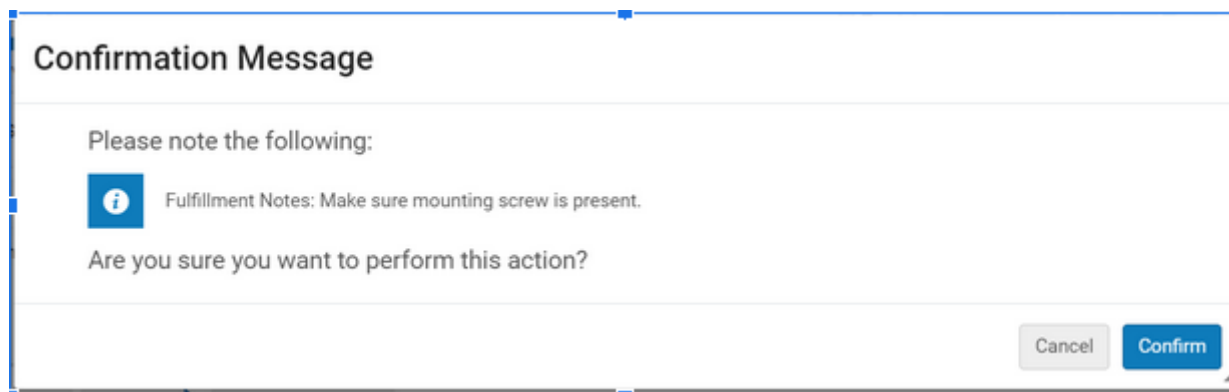 Confirmation Message
Please note the following:
Fulfillment Notes: Make sure mounting screw is present.
Are you sure you want to perform this action?
Cancel Confirm